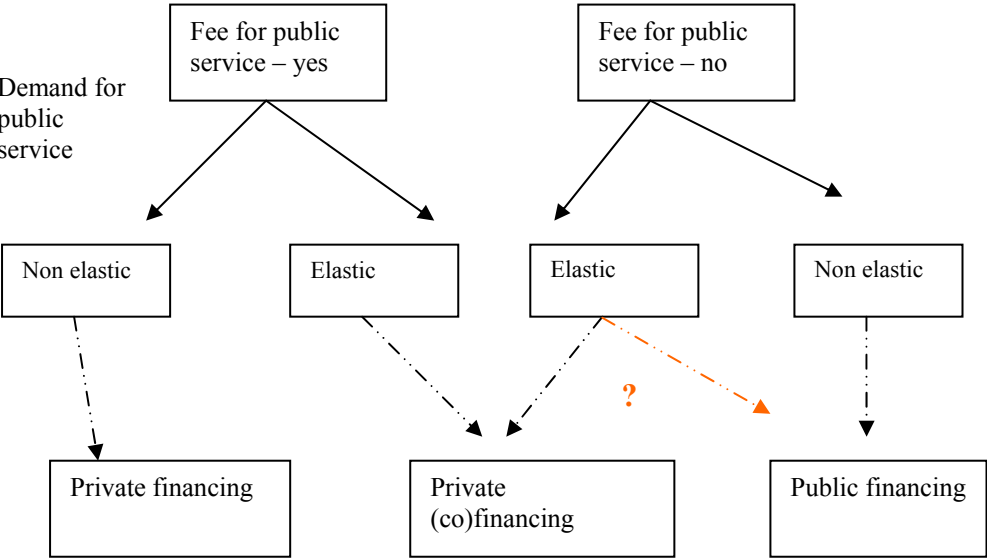 Fee for public
service – yes
Fee for public
service – no
Demand for
public
service
Non elastic
Elastic
Elastic
Non elastic
?
Private financing
Private
(co)financing
Public financing